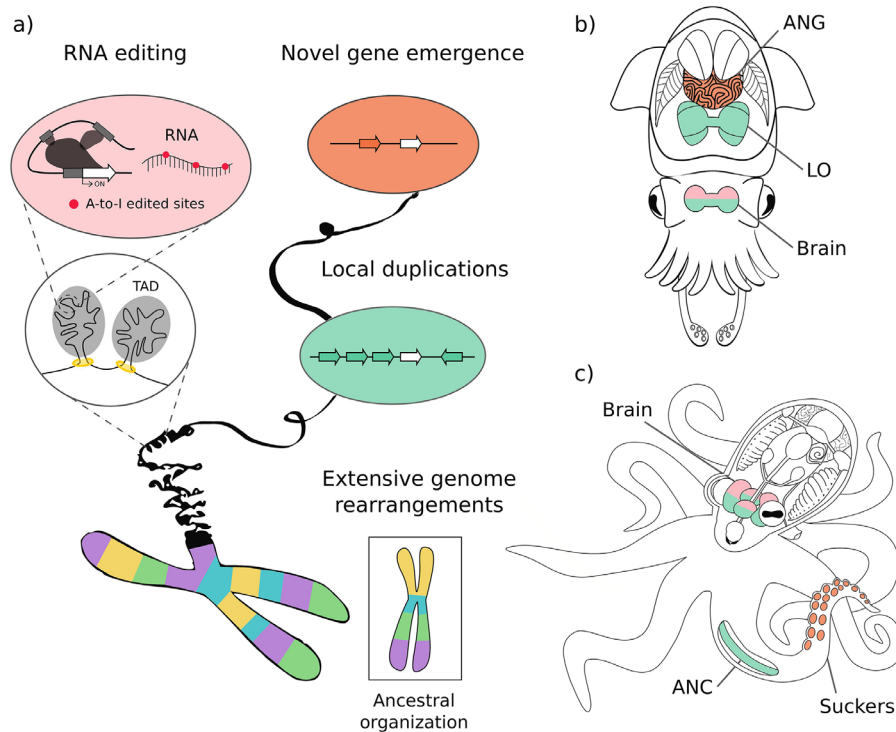 a)
RNA editing
Novel gene emergence
RNA
ON
A-to-I edited sites
TAD
Local duplications
Extensive genome
rearrangements
Ancestral
organization
b)
ANG
LO
Brain
c)
Brain
ANC
Suckers